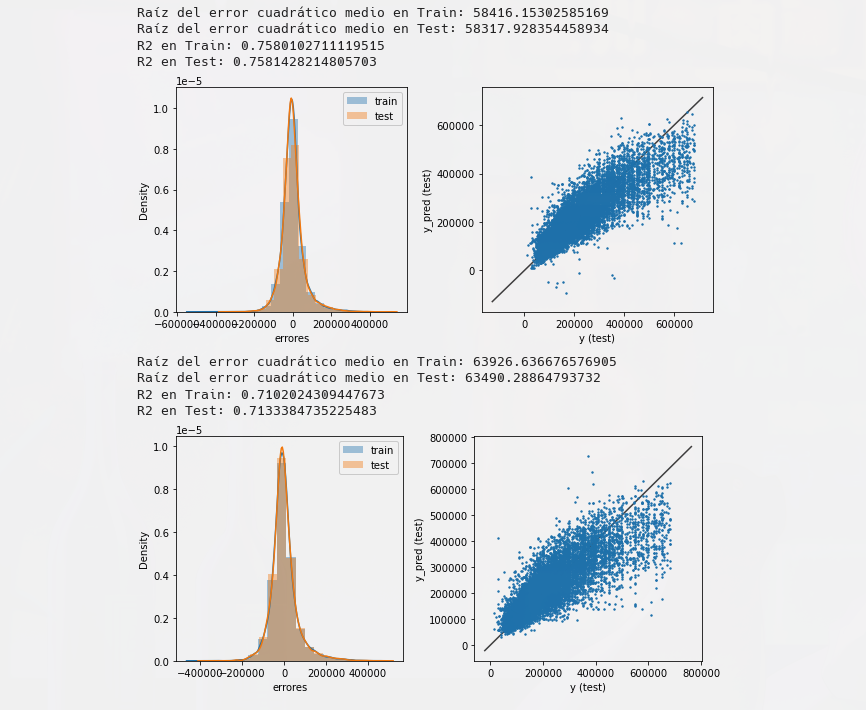 Raíz del error cuadrático medio en Train: 58416.15302585169
Raíz del error cuadrático medio en Test: 58317.928354458934
R2 en Train: 0.7580102711119515
R2 en Test: 0.7581428214805703
1e−5
train
test
1.0
0.8
0.6
0.4
0.2
0.0
Density
−600000 −400000 −200000 0 200000 400000
errores
600000
400000
200000
0
y_pred (test)
0 200000 400000 600000
y (test)
Raíz del error cuadrático medio en Train: 63926.636676576905
Raíz del error cuadrático medio en Test: 63490.28864793732
R2 en Train: 0.7102024309447673
R2 en Test: 0.7133384735225483
1e−5
train
test
1.0
0.8
0.6
0.4
0.2
0.0
Density
−400000 −200000 0 200000 400000
errores
800000
700000
600000
500000
400000
300000
200000
100000
0
y_pred (test)
0 200000 400000 600000 800000
y (test)